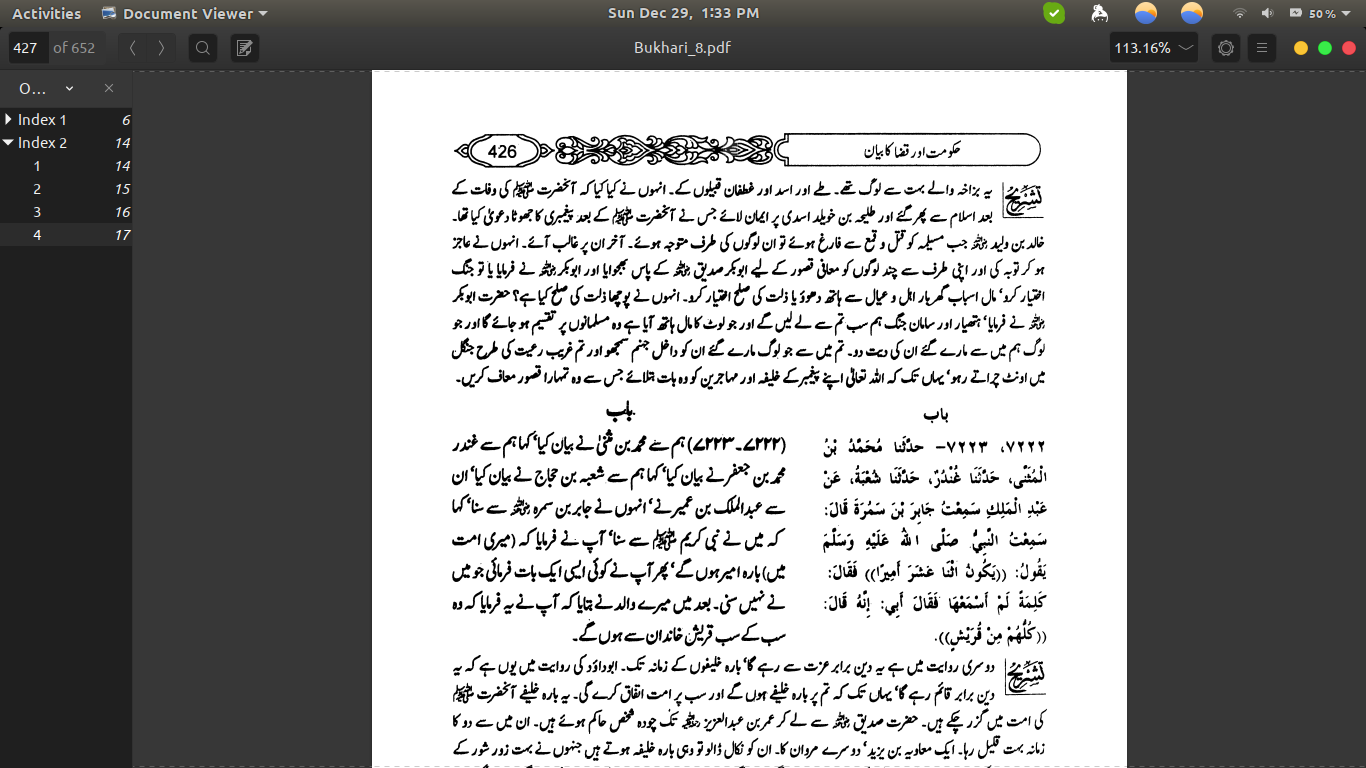 Activities
Document Viewer
Sun Dec 29, 1:33 PM
50 %
427 of 652
Bukhari_8.pdf
113.16%
O...
Index 1 6
Index 2 14
1 14
2 15
3 16
4 17
حکومت اور قضا کا بیان
426
تشریح یہ بزاخہ والے بہت سے لوگ تھے۔ طے اور اسد اور غطفان قبیلوں کے۔ انہوں نے کیا کیا کہ آنحضرت ﷺ کی وفات کے
بعد اسلام سے پھر گئے اور طلیحہ بن خویلد اسدی پر ایمان لائے جس نے آنحضرت ﷺ کے بعد پیغمبری کا جھوٹا دعویٰ کیا تھا۔
خالد بن ولید رضی اللہ عنہ جب مسیلمہ کو قتل و قمع سے فارغ ہوئے تو ان لوگوں کی طرف متوجہ ہوئے۔ آخر ان پر غالب آئے۔ انہوں نے عاجز
ہو کر توبہ کی اور اپنی طرف سے چند لوگوں کو معافی قصور کے لیے ابوبکر صدیق رضی اللہ عنہ کے پاس بھجوایا اور ابوبکر رضی اللہ عنہ نے فرمایا یا تو جنگ
اختیار کرو‘ مال اسباب گھربار اہل و عیال سے ہاتھ دھوؤ یا ذلت کی صلح اختیار کرو۔ انہوں نے پوچھا ذلت کی صلح کیا ہے؟ حضرت ابوبکر
رضی اللہ عنہ نے فرمایا‘ ہتھیار اور سامان جنگ ہم سب تم سے لے لیں گے اور جو لوٹ کا مال ہاتھ آیا ہے وہ مسلمانوں پر تقسیم ہو جائے گا اور جو
لوگ ہم میں سے مارے گئے ان کی دیت دو۔ تم میں سے جو لوگ مارے گئے ان کو داخل جہنم سمجھو اور تم غریب رعیت کی طرح جنگل
میں اونٹ چراتے رہو‘ یہاں تک کہ اللہ تعالیٰ اپنے پیغمبر کے خلیفہ اور مہاجرین کو وہ بات بتلائے جس سے وہ تمہارا قصور معاف کریں۔
باب
٧٢٢٢، ٧٢٢٣– حدَّثَنا مُحَمَّدُ بْنُ
الْمُثَنَّى، حَدَّثَنَا غُنْدُرٌ، حَدَّثَنَا شُعْبَةُ، عَنْ
عَبْدِ الْمَلِكِ سَمِعْتُ جَابِرَ بْنَ سَمُرَةَ قَالَ:
سَمِعْتُ النَّبِيَّ صَلَّى اللهُ عَلَيْهِ وَسَلَّمَ
يَقُولُ: ((يَكُونُ اثْنَا عَشَرَ أَمِيرًا)) فَقَالَ:
كَلِمَةً لَمْ أَسْمَعْهَا فَقَالَ أَبِي: إِنَّهُ قَالَ:
((كُلُّهُمْ مِنْ قُرَيْشٍ)).
باب
(۷۲۲۲۔۷۲۲۳) ہم سے محمد بن مثنیٰ نے بیان کیا‘ کہا ہم سے غندر
محمد بن جعفر نے بیان کیا‘ کہا ہم سے شعبہ بن حجاج نے بیان کیا‘ ان
سے عبدالملک بن عمیر نے‘ انہوں نے جابر بن سمرہ رضی اللہ عنہ سے سنا‘ کہا
کہ میں نے نبی کریم ﷺ سے سنا‘ آپ نے فرمایا کہ (میری امت
میں) بارہ امیر ہوں گے‘ پھر آپ نے کوئی ایسی ایک بات فرمائی جو میں
نے نہیں سنی۔ بعد میں میرے والد نے بتایا کہ آپ نے یہ فرمایا کہ وہ
سب کے سب قریش خاندان سے ہوں گے۔
تشریح دوسری روایت میں ہے یہ دین برابر عزت سے رہے گا‘ بارہ خلیفوں کے زمانہ تک۔ ابوداؤد کی روایت میں یوں ہے کہ یہ
دین برابر قائم رہے گا‘ یہاں تک کہ تم پر بارہ خلیفے ہوں گے اور سب پر امت اتفاق کرے گی۔ یہ بارہ خلیفے آنحضرت ﷺ
کی امت میں گزر چکے ہیں۔ حضرت صدیق رضی اللہ عنہ سے لے کر عمر بن عبدالعزیز رضی اللہ عنہ تک چودہ شخص حاکم ہوئے ہیں۔ ان میں سے دو کا
زمانہ بہت قلیل رہا۔ ایک معاویہ بن یزید‘ دوسرے مروان کا۔ ان کو نکال ڈالو تو وہی بارہ خلیفہ ہوتے ہیں جنہوں نے بہت زور شور کے